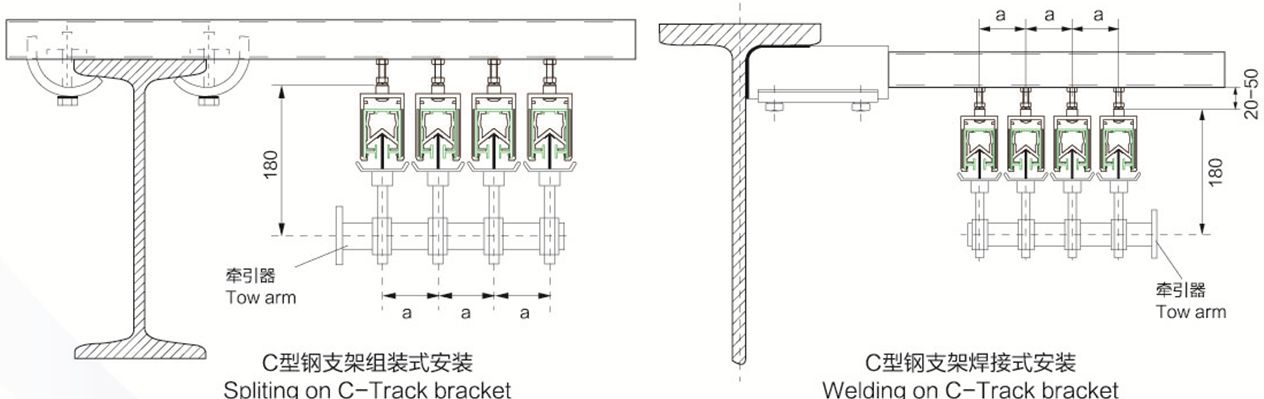 180
牵引器
Tow arm
a a a
C型钢支架组装式安装
Spliting on C-Track bracket
a a a
20-50
180
牵引器
Tow arm
C型钢支架焊接式安装
Welding on C-Track bracket